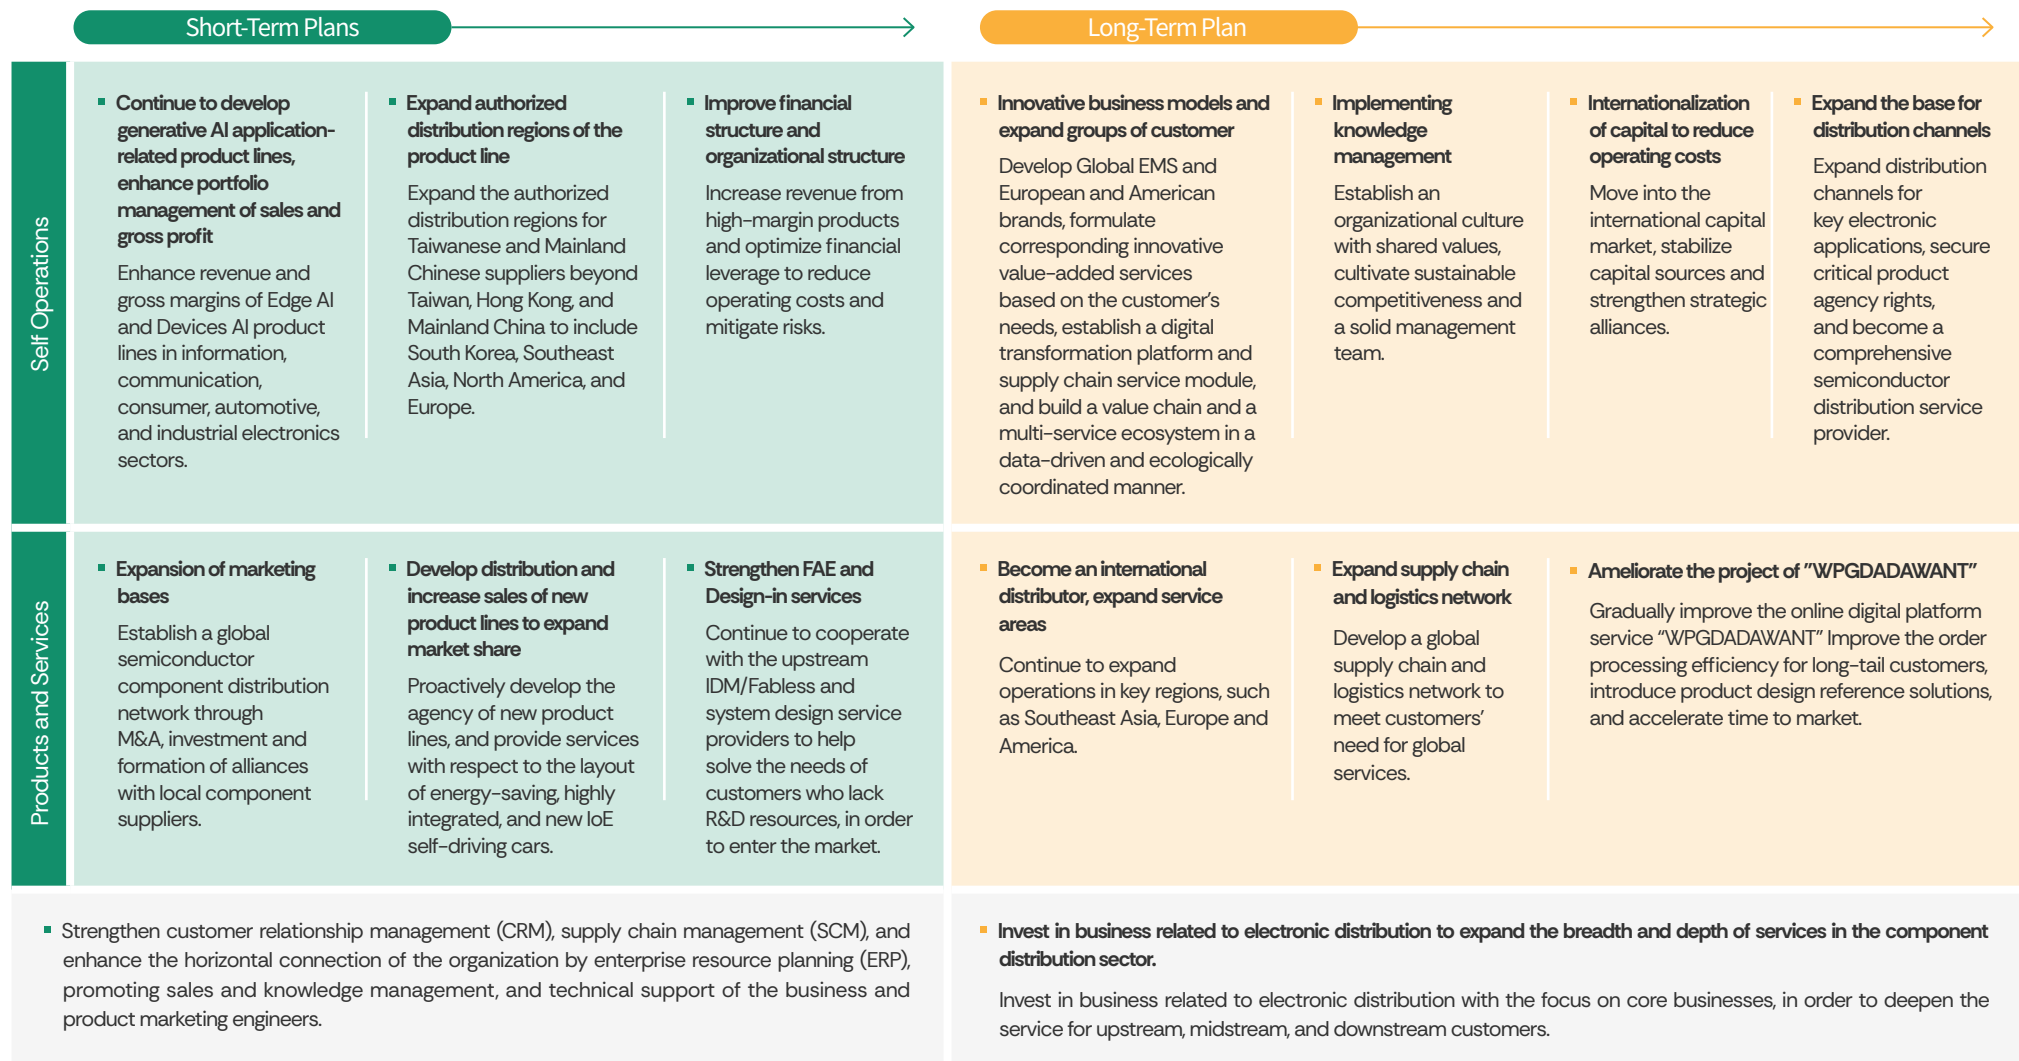 Short-Term Plans
Long-Term Plan
Self Operations
Continue to develop
generative AI application-
related product lines,
enhance portfolio
management of sales and
gross profit
Enhance revenue and
gross margins of Edge AI
and Devices AI product
lines in information,
communication,
consumer, automotive,
and industrial electronics
sectors.
Expand authorized
distribution regions of the
product line
Expand the authorized
distribution regions for
Taiwanese and Mainland
Chinese suppliers beyond
Taiwan, Hong Kong, and
Mainland China to include
South Korea, Southeast
Asia, North America, and
Europe.
Improve financial
structure and
organizational structure
Increase revenue from
high-margin products
and optimize financial
leverage to reduce
operating costs and
mitigate risks.
Innovative business models and
expand groups of customer
Develop Global EMS and
European and American
brands, formulate
corresponding innovative
value-added services
based on the customer's
needs, establish a digital
transformation platform and
supply chain service module,
and build a value chain and a
multi-service ecosystem in a
data-driven and ecologically
coordinated manner.
Implementing
knowledge
management
Establish an
organizational culture
with shared values,
cultivate sustainable
competitiveness and
a solid management
team.
Internationalization
of capital to reduce
operating costs
Move into the
international capital
market, stabilize
capital sources and
strengthen strategic
alliances.
Expand the base for
distribution channels
Expand distribution
channels for
key electronic
applications, secure
critical product
agency rights,
and become a
comprehensive
semiconductor
distribution service
provider.
Products and Services
Expansion of marketing
bases
Establish a global
semiconductor
component distribution
network through
M&A, investment and
formation of alliances
with local component
suppliers.
Develop distribution and
increase sales of new
product lines to expand
market share
Proactively develop the
agency of new product
lines, and provide services
with respect to the layout
of energy-saving, highly
integrated, and new IoE
self-driving cars.
Strengthen FAE and
Design-in services
Continue to cooperate
with the upstream
IDM/Fabless and
system design service
providers to help
solve the needs of
customers who lack
R&D resources, in order
to enter the market.
Become an international
distributor, expand service
areas
Continue to expand
operations in key regions, such
as Southeast Asia, Europe and
America.
Expand supply chain
and logistics network
Develop a global
supply chain and
logistics network to
meet customers'
need for global
services.
Ameliorate the project of "WPGDADAWANT"
Gradually improve the online digital platform
service "WPGDADAWANT" Improve the order
processing efficiency for long-tail customers,
introduce product design reference solutions,
and accelerate time to market.
Strengthen customer relationship management (CRM), supply chain management (SCM), and
enhance the horizontal connection of the organization by enterprise resource planning (ERP),
promoting sales and knowledge management, and technical support of the business and
product marketing engineers.
Invest in business related to electronic distribution to expand the breadth and depth of services in the component
distribution sector.
Invest in business related to electronic distribution with the focus on core businesses, in order to deepen the
service for upstream, midstream, and downstream customers.